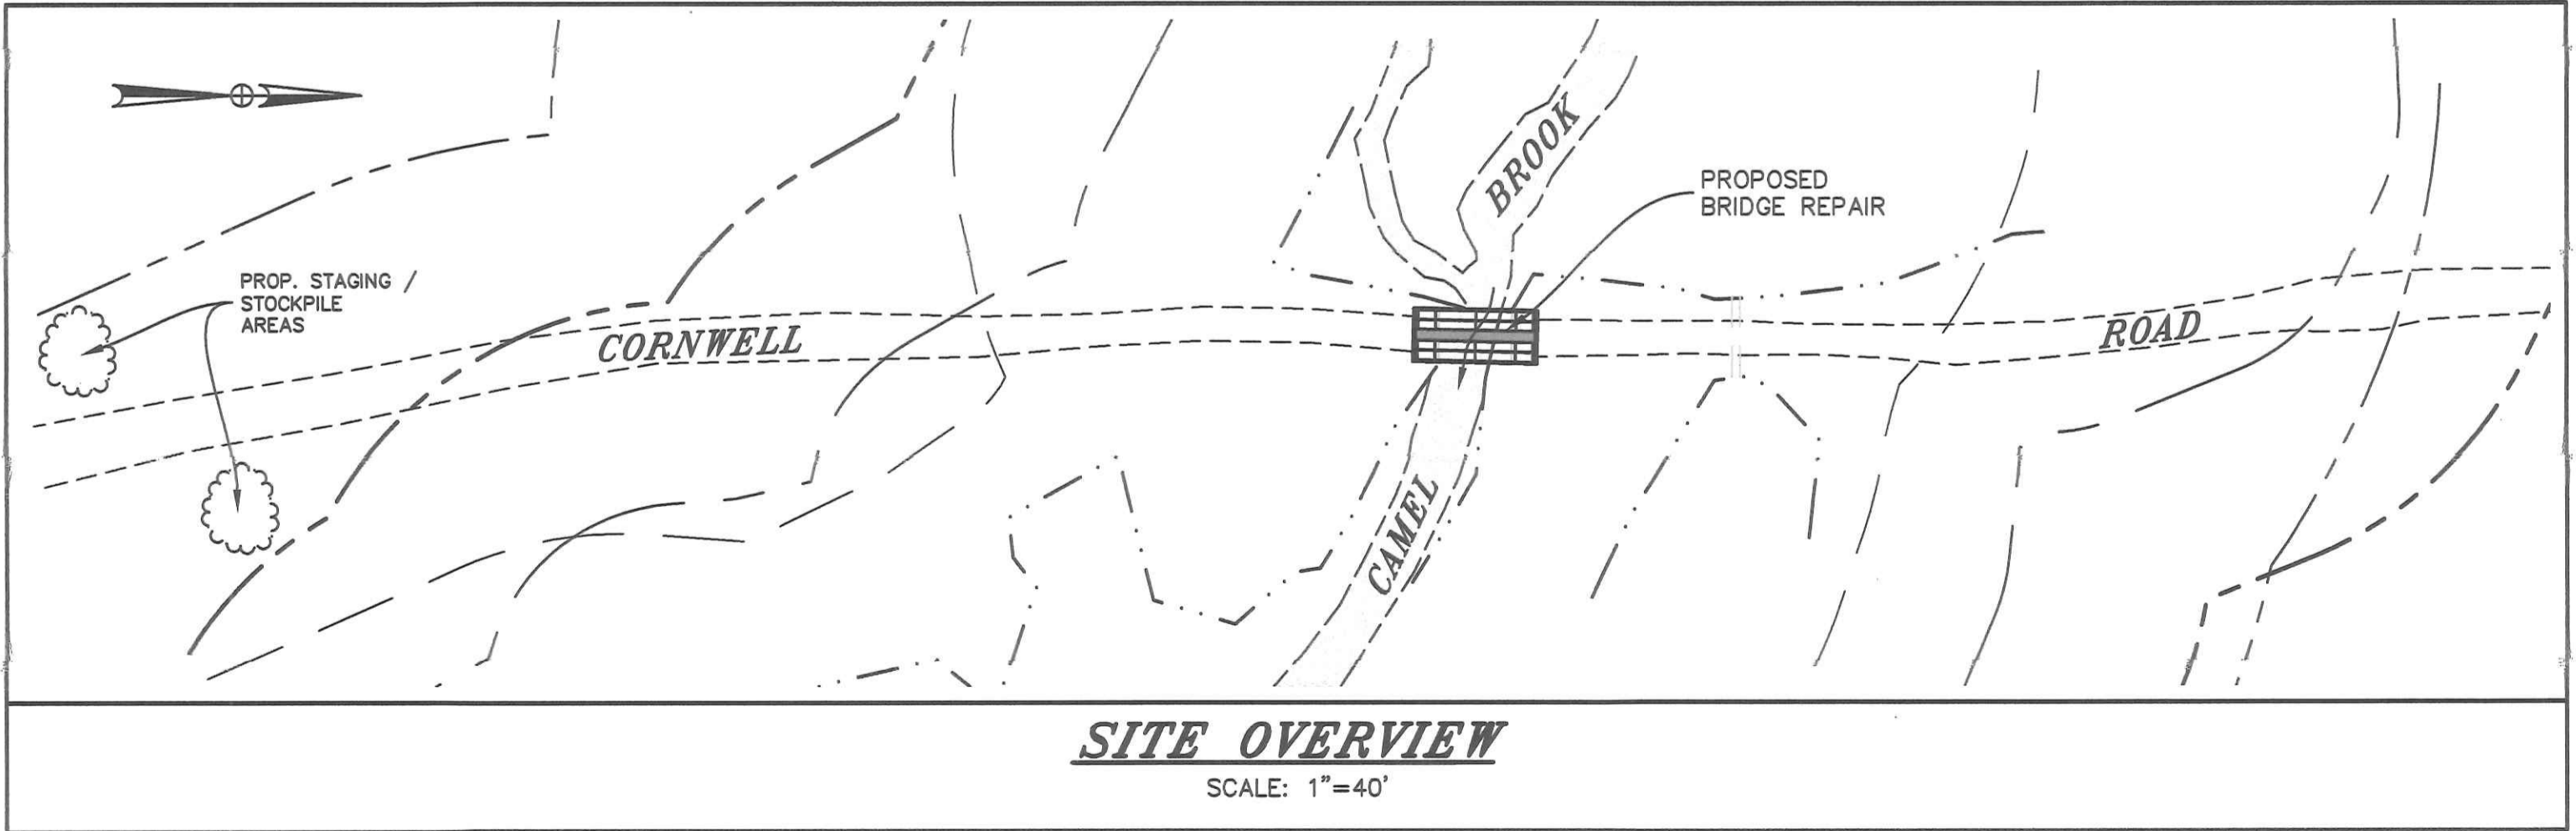 BROOK
PROPOSED
BRIDGE REPAIR
PROP. STAGING /
STOCKPILE
AREAS
CORNWELL
ROAD
CAMEL
SITE OVERVIEW
SCALE: 1"=40'